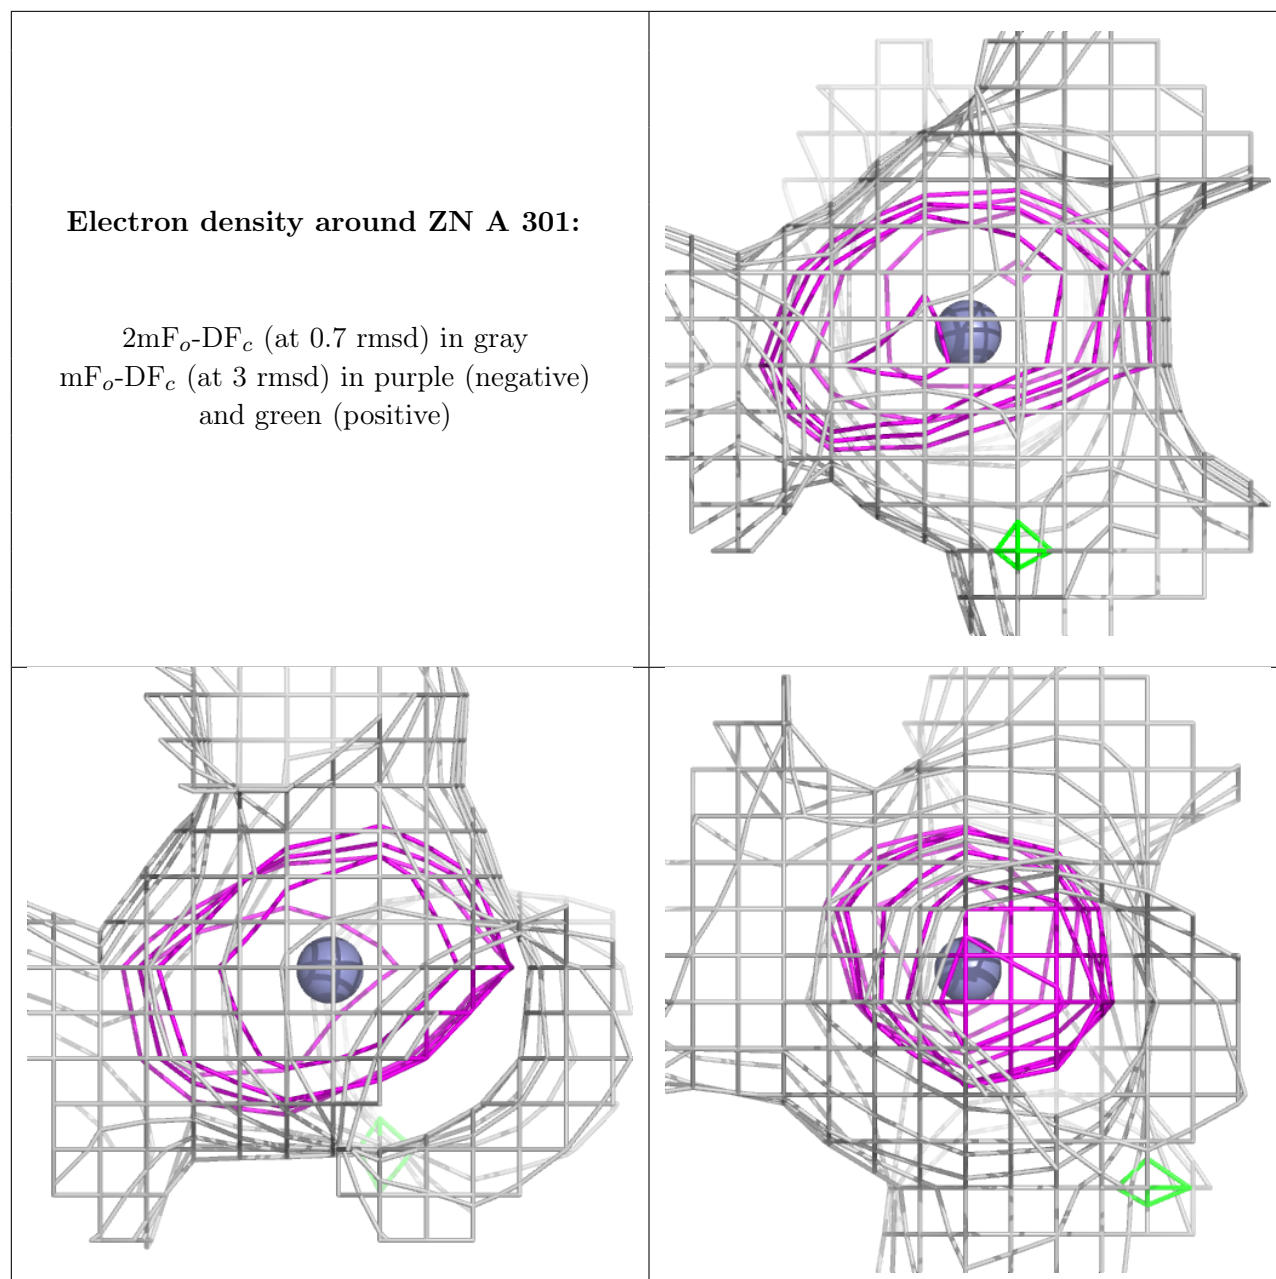 Electron density around ZN A 301:
2mFo-DFc (at 0.7 rmsd) in gray
mFo-DFc (at 3 rmsd) in purple (negative)
and green (positive)